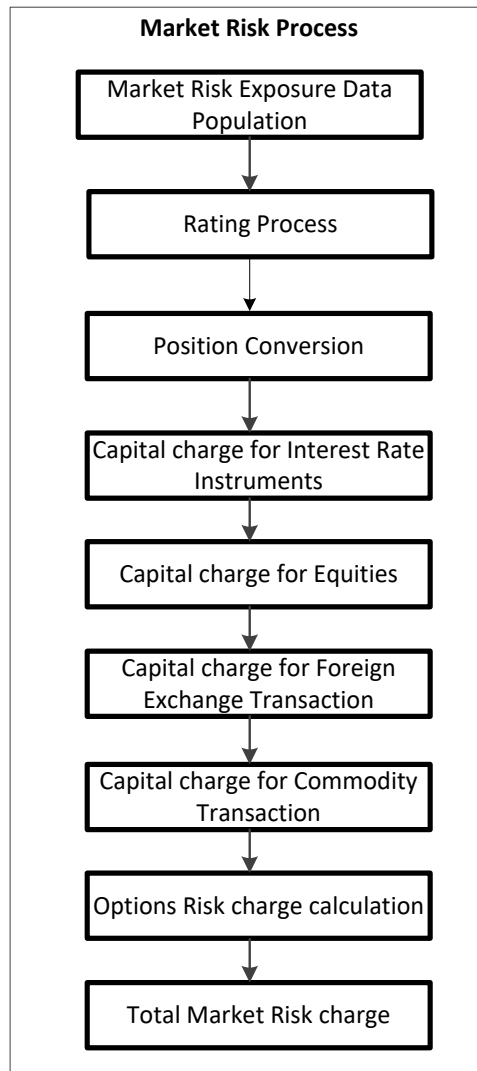 Market Risk Process
Market Risk Exposure Data
Population
Rating Process
Position Conversion
Capital charge for Interest Rate
Instruments
Capital charge for Equities
Capital charge for Foreign
Exchange Transaction
Capital charge for Commodity
Transaction
Options Risk charge calculation
Total Market Risk charge